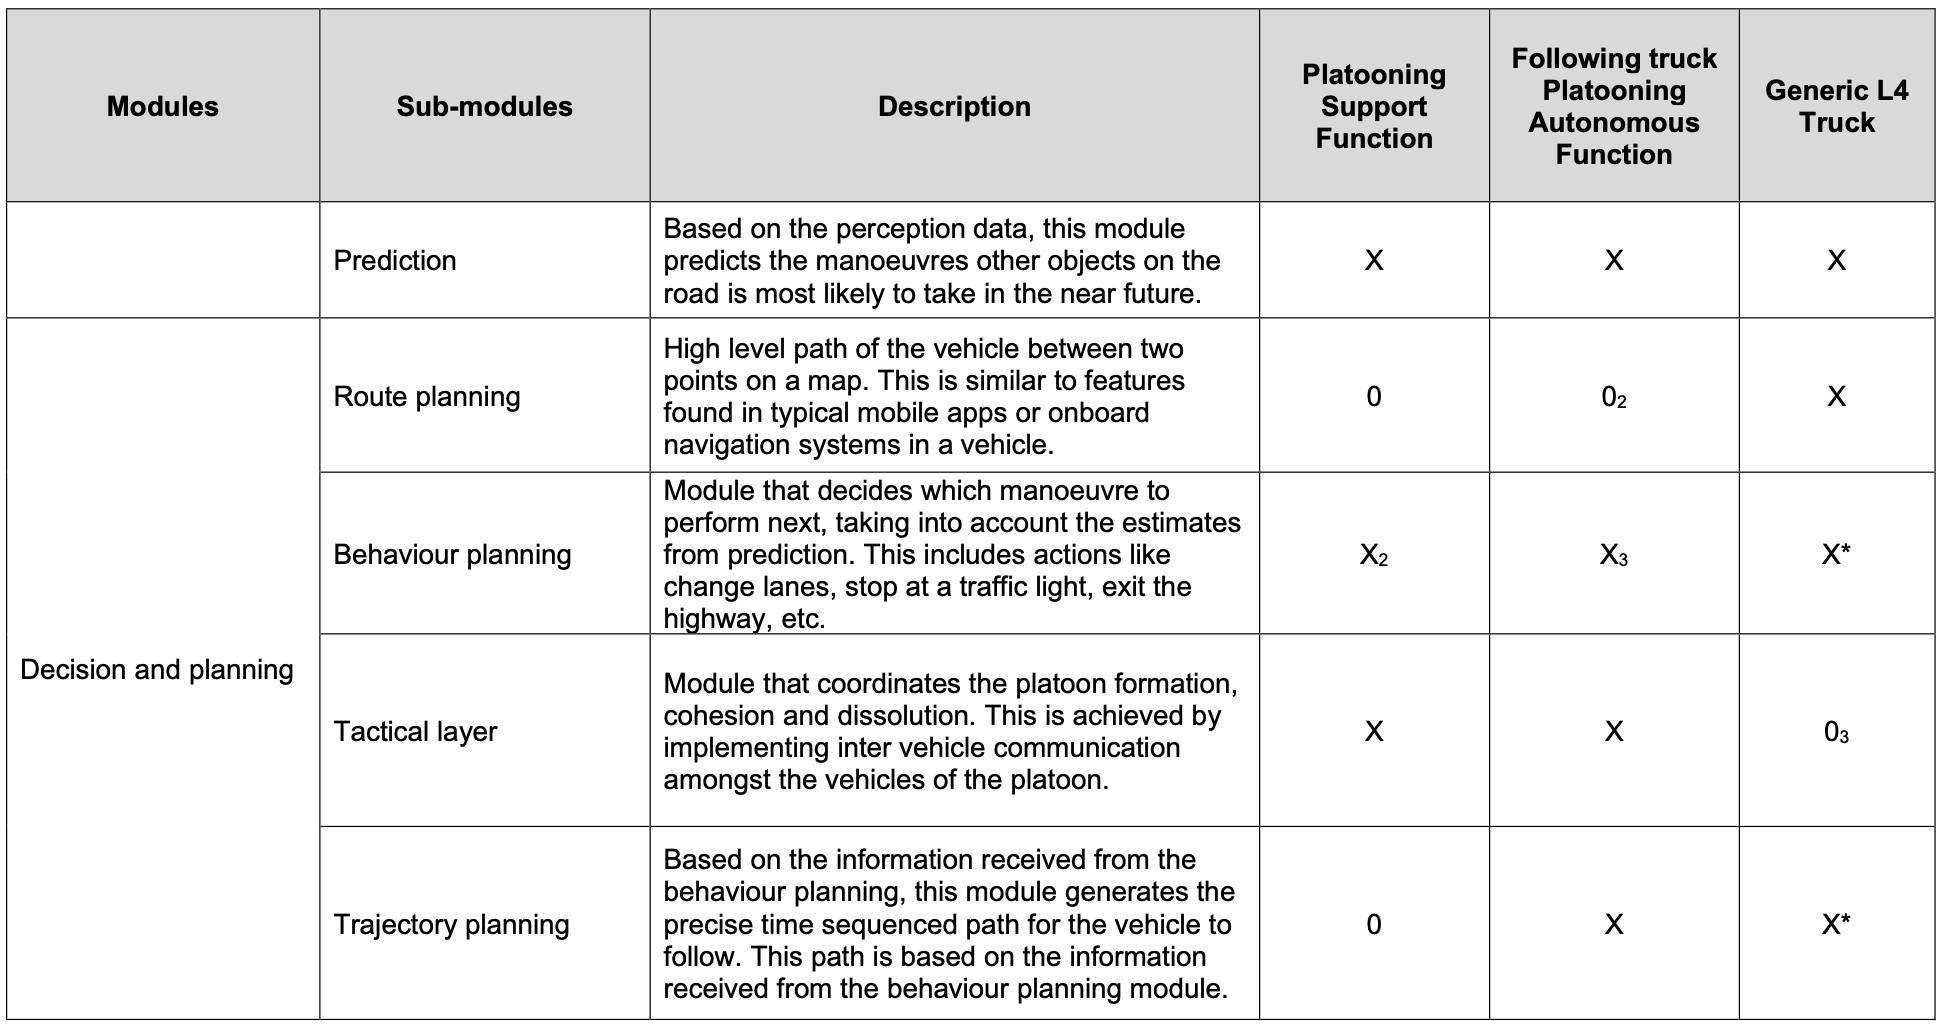 Modules
Sub-modules
Description
Platooning
Support
Function
Following truck
Platooning
Autonomous
Function
Generic L4
Truck
Prediction
Based on the perception data, this module
predicts the manoeuvres other objects on the
road is most likely to take in the near future.
X
X
X
Decision and planning
Route planning
High level path of the vehicle between two
points on a map. This is similar to features
found in typical mobile apps or onboard
navigation systems in a vehicle.
0
0₂
X
Behaviour planning
Module that decides which manoeuvre to
perform next, taking into account the estimates
from prediction. This includes actions like
change lanes, stop at a traffic light, exit the
highway, etc.
X₂
X₃
X*
Tactical layer
Module that coordinates the platoon formation,
cohesion and dissolution. This is achieved by
implementing inter vehicle communication
amongst the vehicles of the platoon.
X
X
0₃
Trajectory planning
Based on the information received from the
behaviour planning, this module generates the
precise time sequenced path for the vehicle to
follow. This path is based on the information
received from the behaviour planning module.
0
X
X*